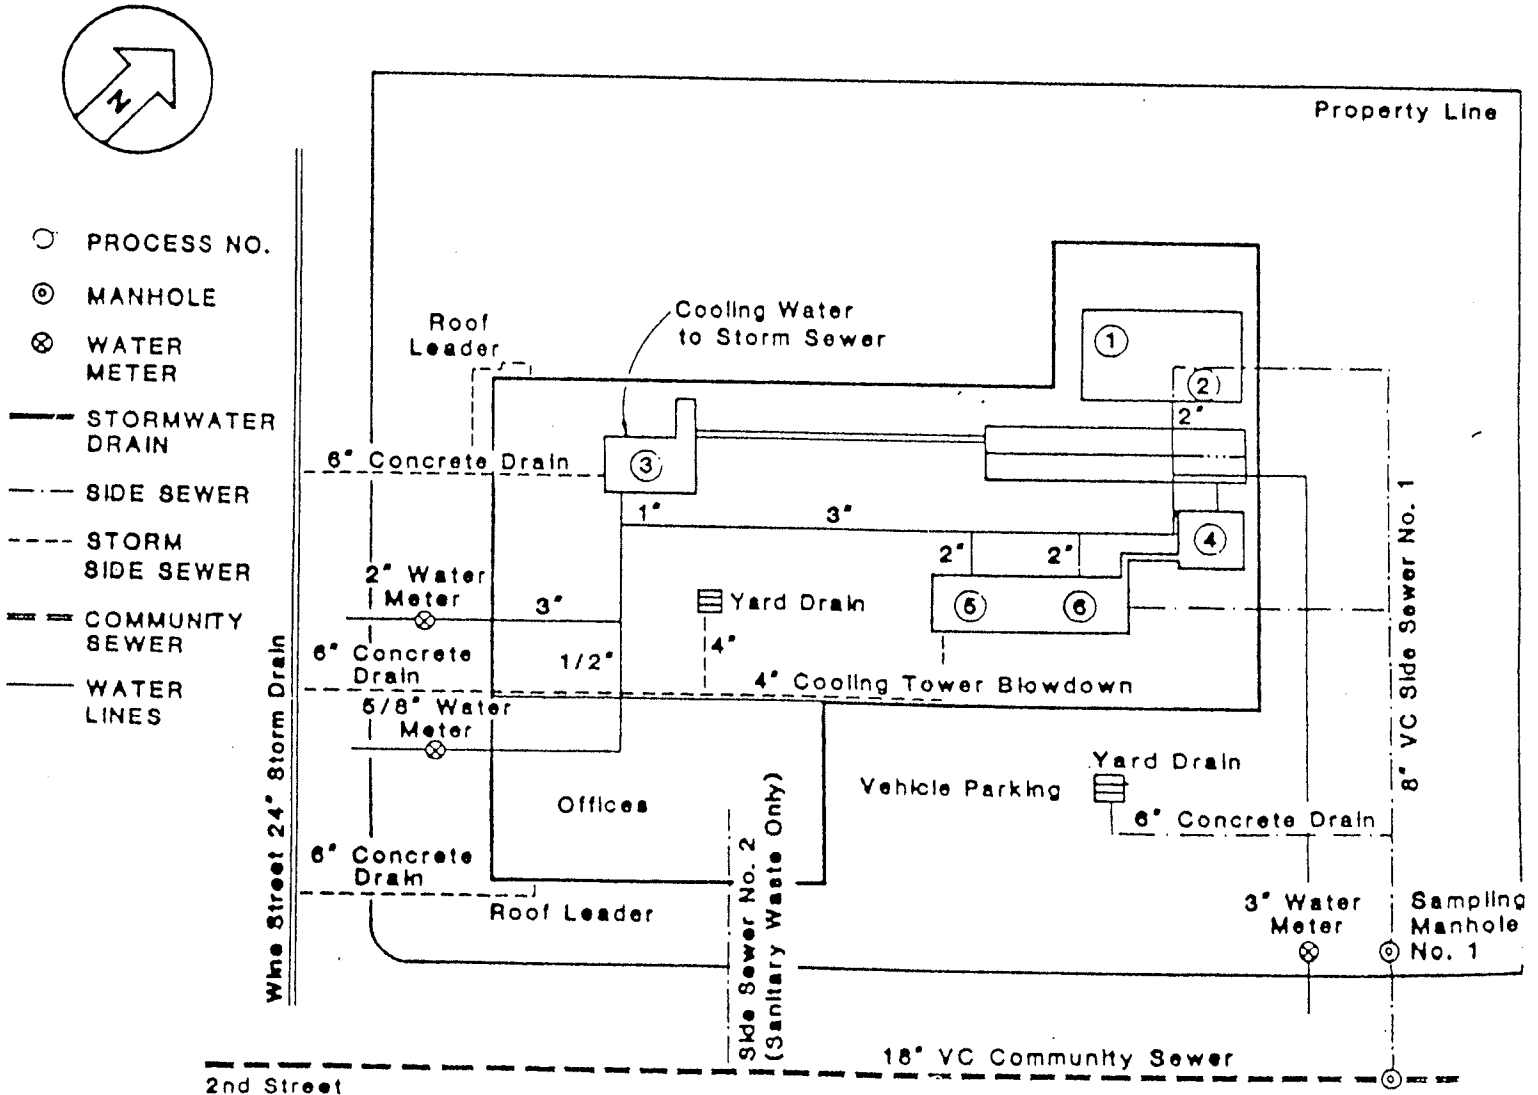 N
Property Line
PROCESS NO.
MANHOLE
WATER
METER
STORMWATER
DRAIN
SIDE SEWER
STORM
SIDE SEWER
COMMUNITY
SEWER
WATER
LINES
Wine Street 24" Storm Drain
Roof
Leader
Cooling Water
to Storm Sewer
1
2
2"
6" Concrete Drain
3
1"
3"
4
2"
2"
5
6
2" Water
Meter
3"
Yard Drain
4"
6" Concrete
Drain
1/2"
4" Cooling Tower Blowdown
5/8" Water
Meter
Offices
Vehicle Parking
Yard Drain
6" Concrete Drain
8" VC Side Sewer No. 1
6" Concrete
Drain
Roof Leader
Side Sewer No. 2
(Sanitary Waste Only)
3" Water
Meter
Sampling
Manhole
No. 1
18" VC Community Sewer
2nd Street